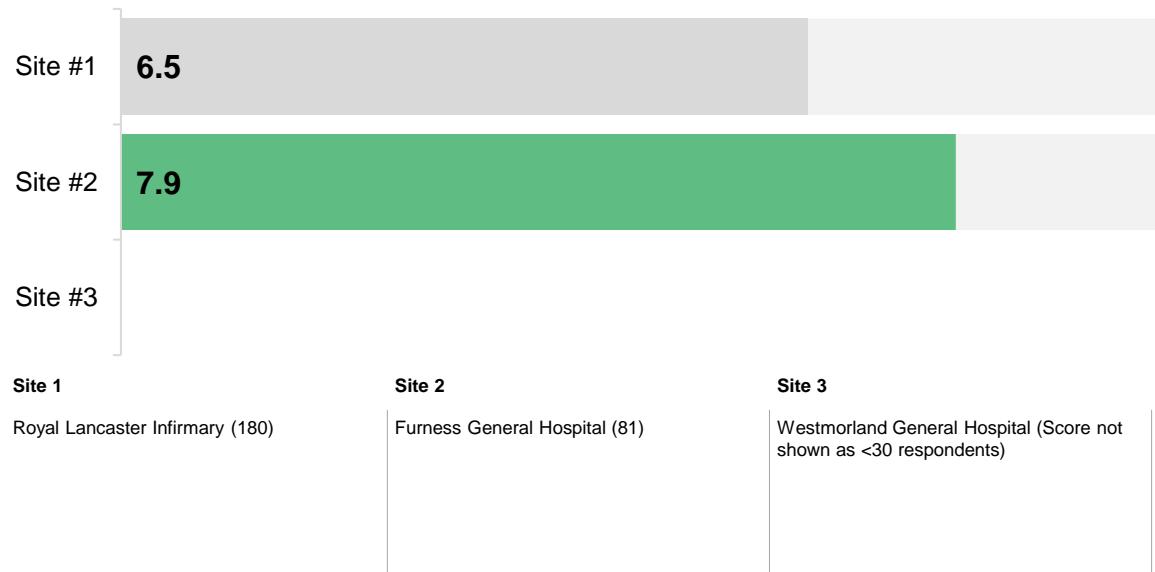 Site #1
6.5
Site #2
7.9
Site #3
Site 1
Royal Lancaster Infirmary (180)
Site 2
Furness General Hospital (81)
Site 3
Westmorland General Hospital (Score not
shown as <30 respondents)